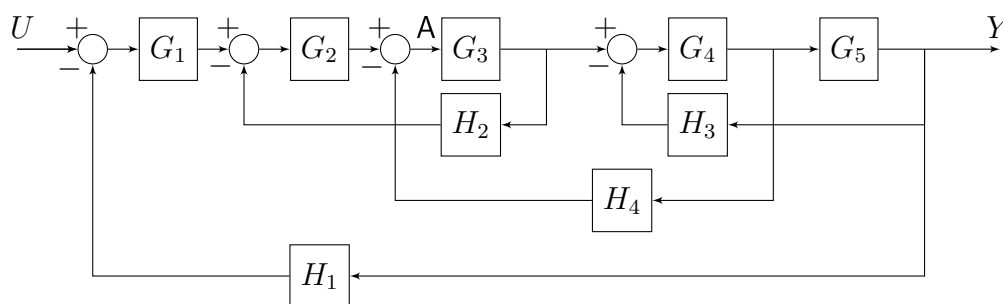 U + − G₁ + − G₂ + − A G₃ + − G₄ G₅ Y
H₂ H₃
H₄
H₁